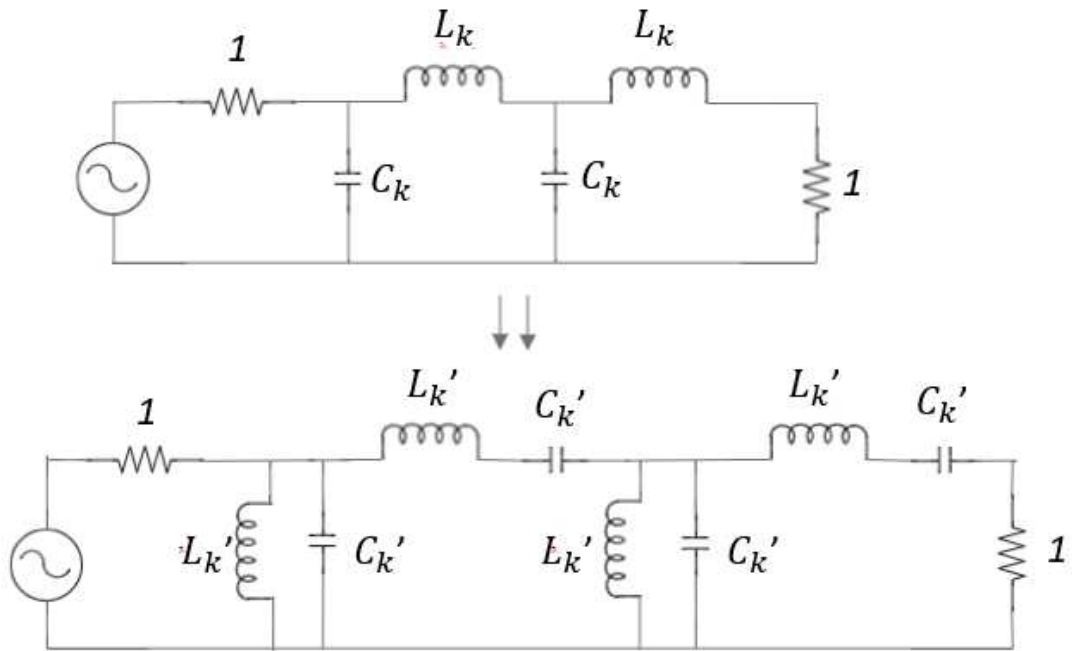 L_k L_k
1
C_k C_k 1
L_k' C_k' L_k' C_k'
1
L_k' C_k' L_k' C_k' 1